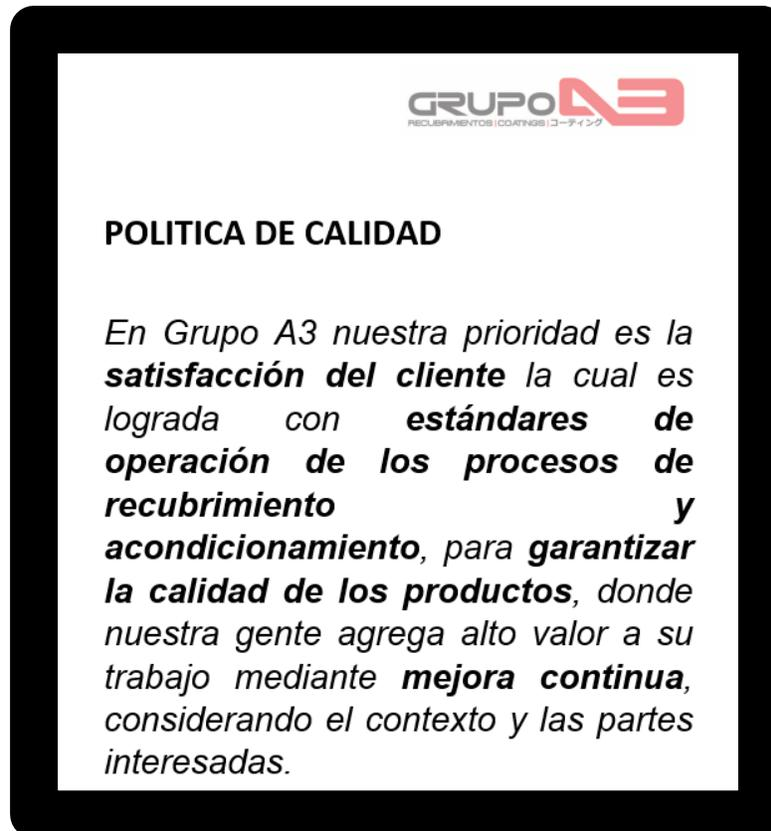 GRUPO A3
RECUBRIMIENTOS | COATINGS | コーティング
POLITICA DE CALIDAD
En Grupo A3 nuestra prioridad es la
satisfacción del cliente la cual es
lograda con estándares de
operación de los procesos de
recubrimiento y
acondicionamiento, para garantizar
la calidad de los productos, donde
nuestra gente agrega alto valor a su
trabajo mediante mejora continua,
considerando el contexto y las partes
interesadas.